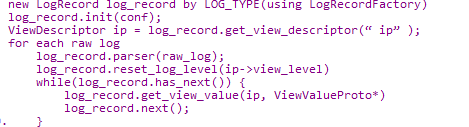 new LogRecord log_record by LOG_TYPE(using LogRecordFactory)
log_record.init(conf);
ViewDescriptor ip = log_record.get_view_descriptor(“ ip” );
for each raw log
log_record.parser(raw_log);
log_record.reset_log_level(ip->view_level)
while(log_record.has_next()) {
log_record.get_view_value(ip, ViewValueProto*)
log_record.next();
. }